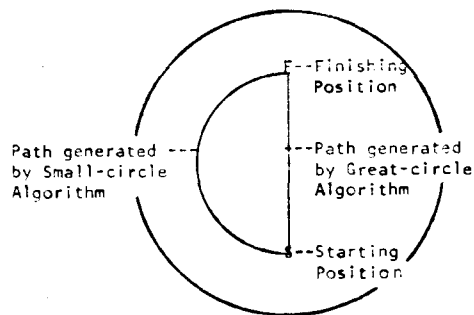 F--Finishing
Position
Path generated ---
by Small-circle
Algorithm
--Path generated
by Great-circle
Algorithm
S--Starting
Position